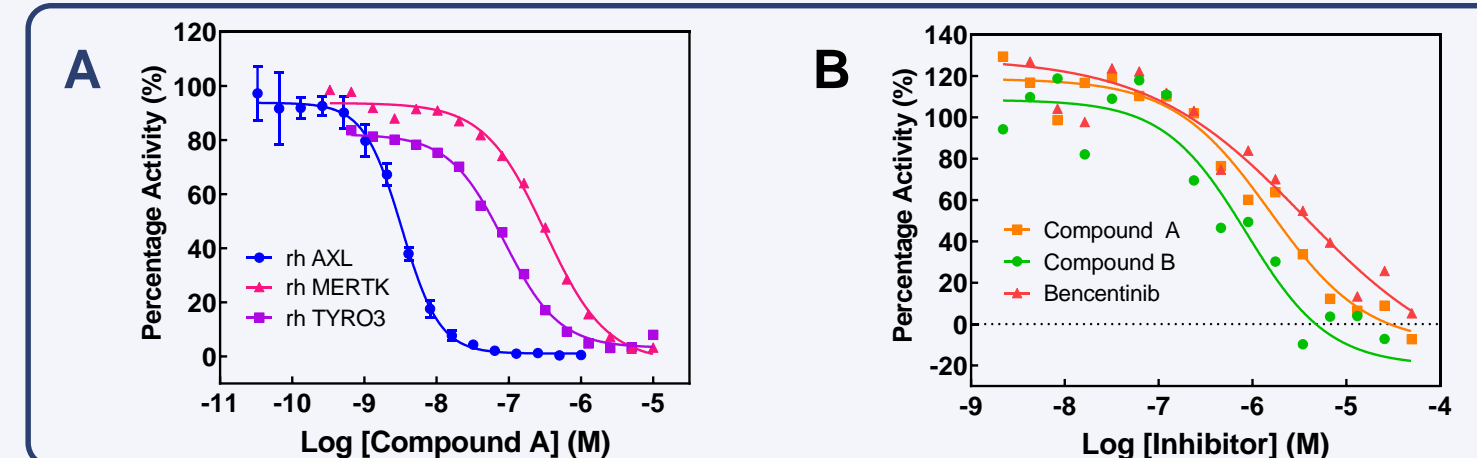 A
120
100
80
60
40
20
0
Percentage Activity (%)
rh AXL
rh MERTK
rh TYRO3
-11 -10 -9 -8 -7 -6 -5
Log [Compound A] (M)
B
140
120
100
80
60
40
20
0
-20
Percentage Activity (%)
Compound A
Compound B
Bencentinib
-9 -8 -7 -6 -5 -4
Log [Inhibitor] (M)